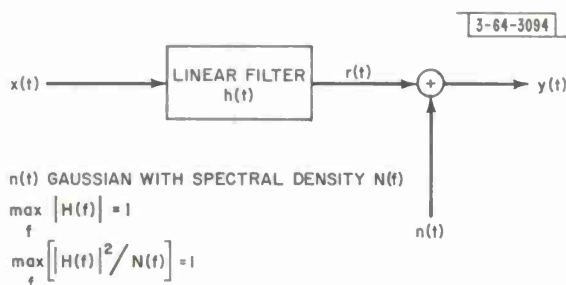 3-64-3094
x(t)
LINEAR FILTER
h(t)
r(t)
+
y(t)
n(t) GAUSSIAN WITH SPECTRAL DENSITY N(f)
max |H(f)| = 1
f
n(t)
max [|H(f)|²/N(f)] = 1
f